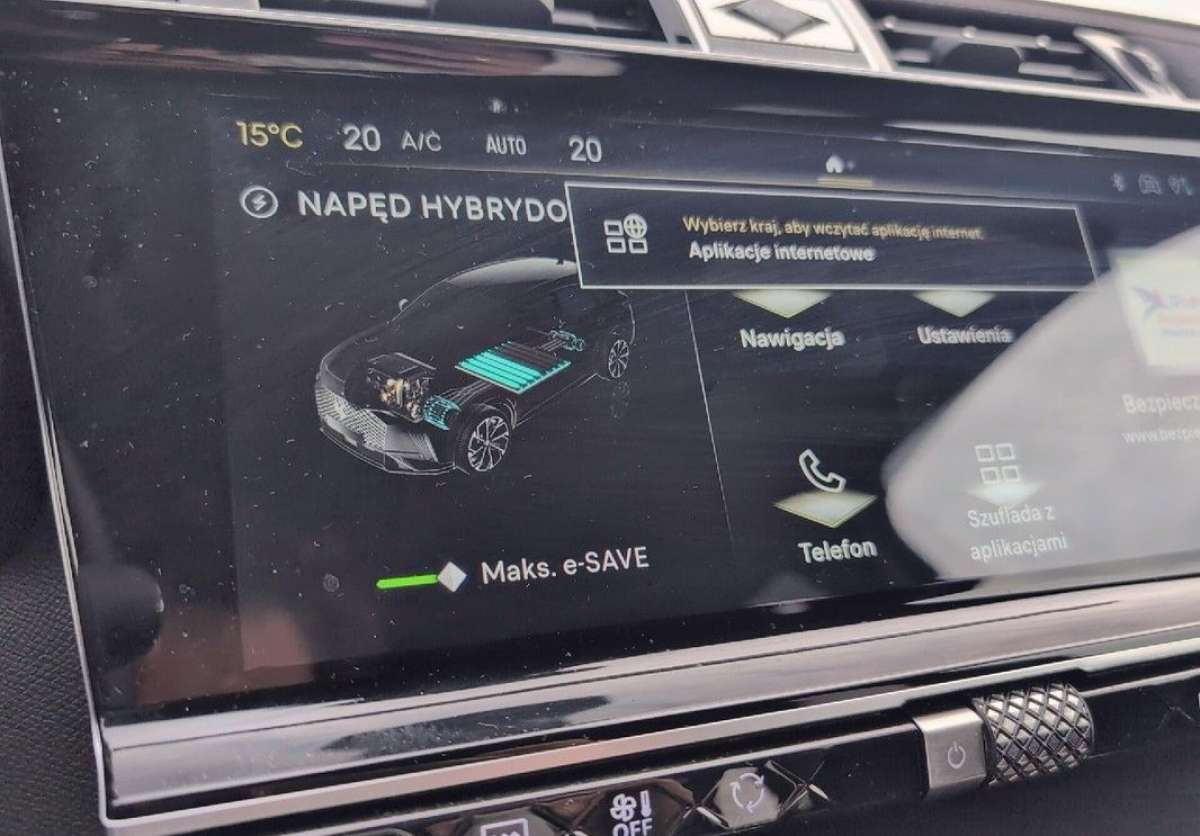 15°C 20 A/C AUTO 20
NAPĘD HYBRYDO
Wybierz kraj, aby wczytać aplikację internet.
Aplikacje internetowe
Nawigacja
Ustawienia
Telefon
Szuflada z
aplikacjami
Maks. e-SAVE
OFF